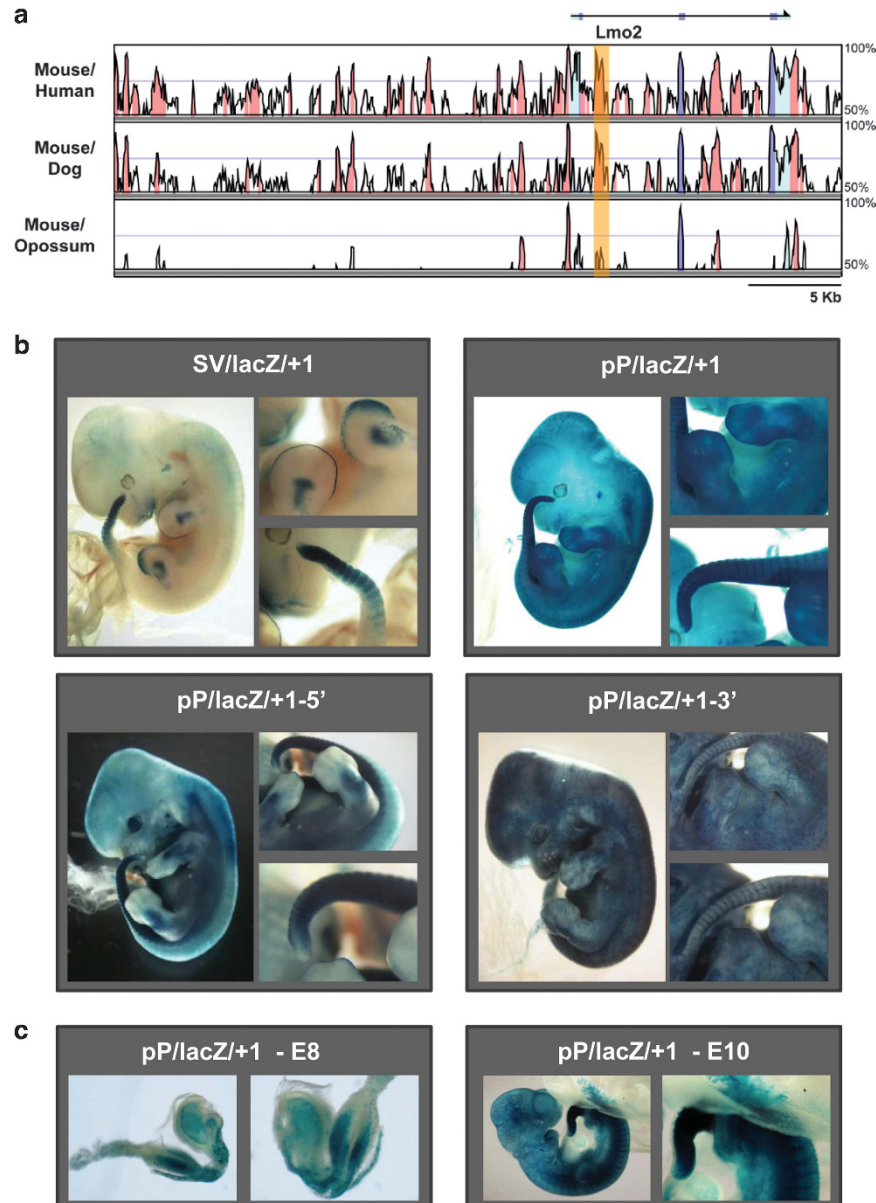 a
Lmo2
Mouse/
Human
100%
50%
Mouse/
Dog
100%
50%
Mouse/
Opossum
100%
50%
5 Kb
b
SV/lacZ/+1
pP/lacZ/+1
pP/lacZ/+1-5’
pP/lacZ/+1-3’
c
pP/lacZ/+1 - E8
pP/lacZ/+1 - E10